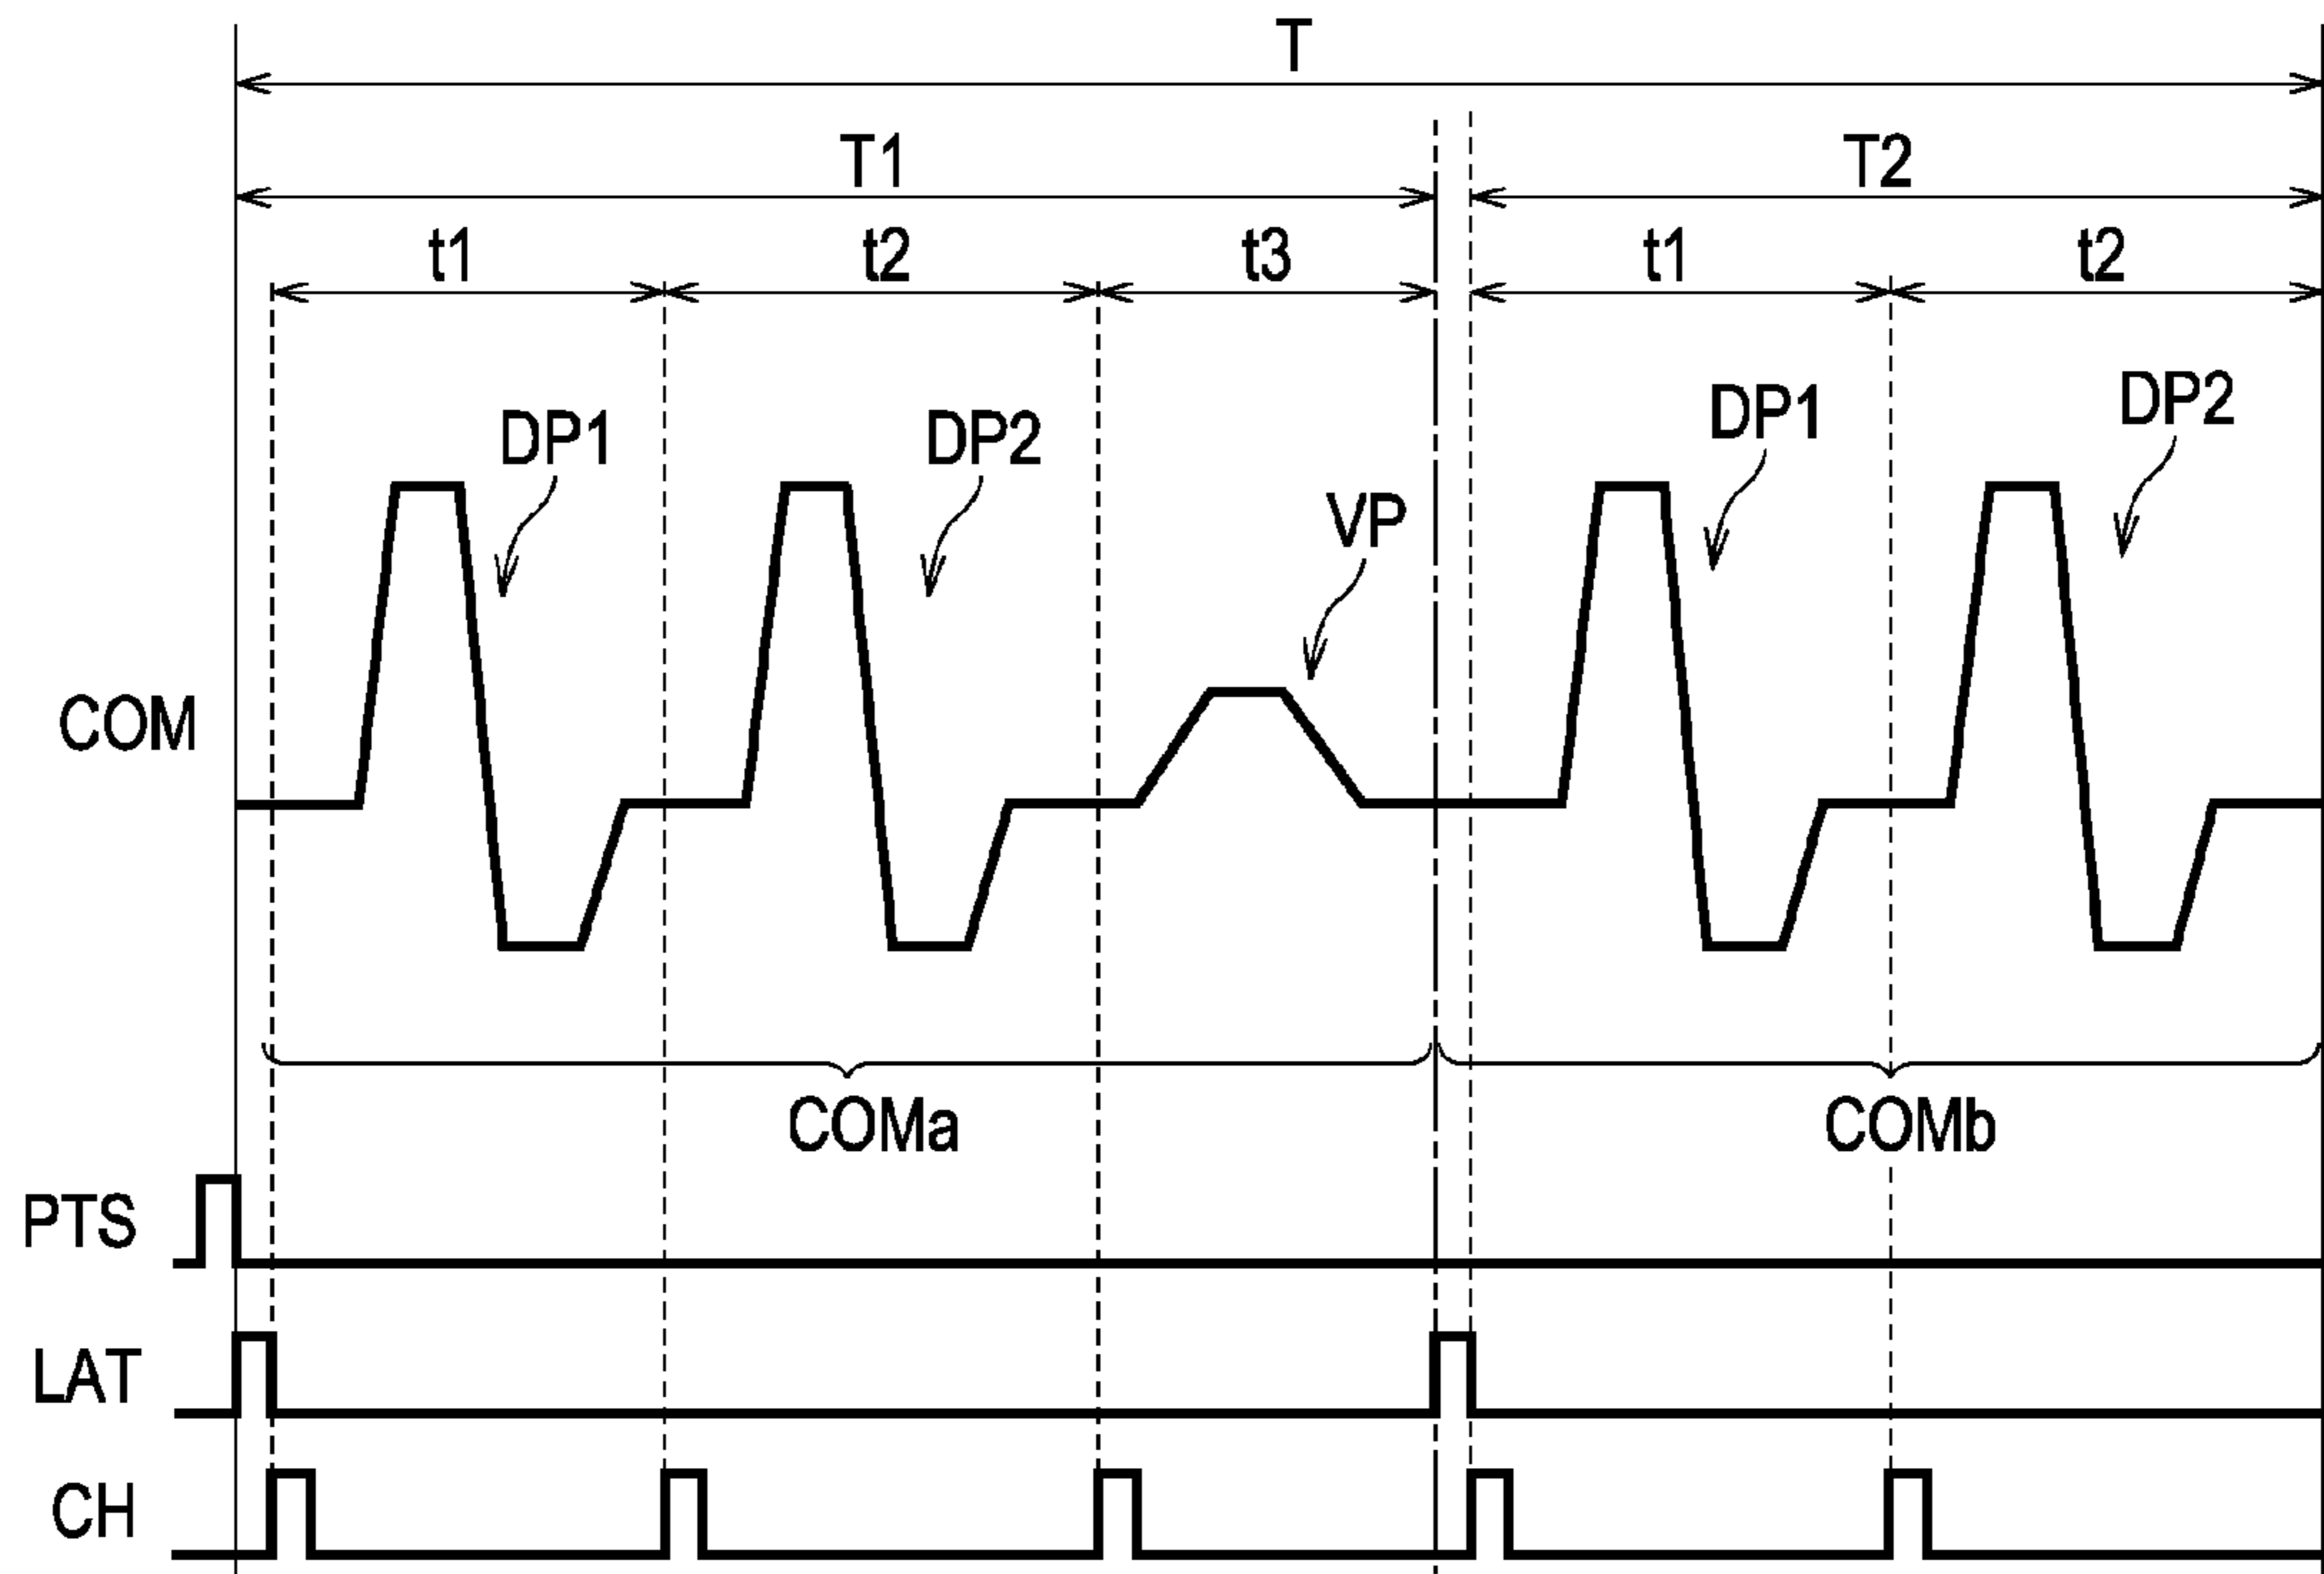 T
T1 T2
t1 t2 t3 t1 t2
DP1 DP2 VP DP1 DP2
COM
COMa COMb
PTS
LAT
CH